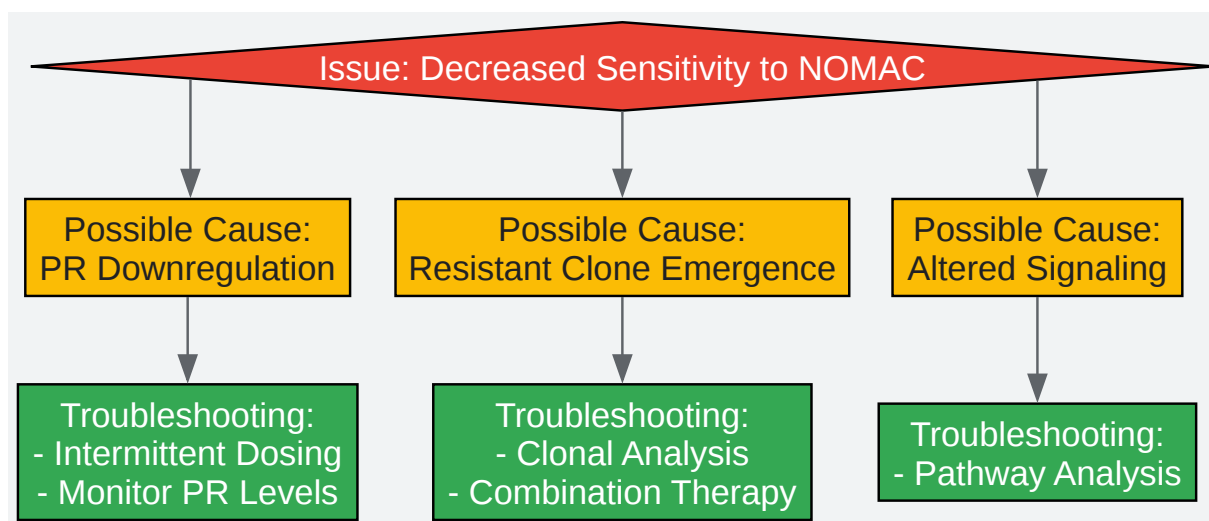 Issue: Decreased Sensitivity to NOMAC
Possible Cause:
PR Downregulation
Possible Cause:
Resistant Clone Emergence
Possible Cause:
Altered Signaling
Troubleshooting:
- Intermittent Dosing
- Monitor PR Levels
Troubleshooting:
- Clonal Analysis
- Combination Therapy
Troubleshooting:
- Pathway Analysis